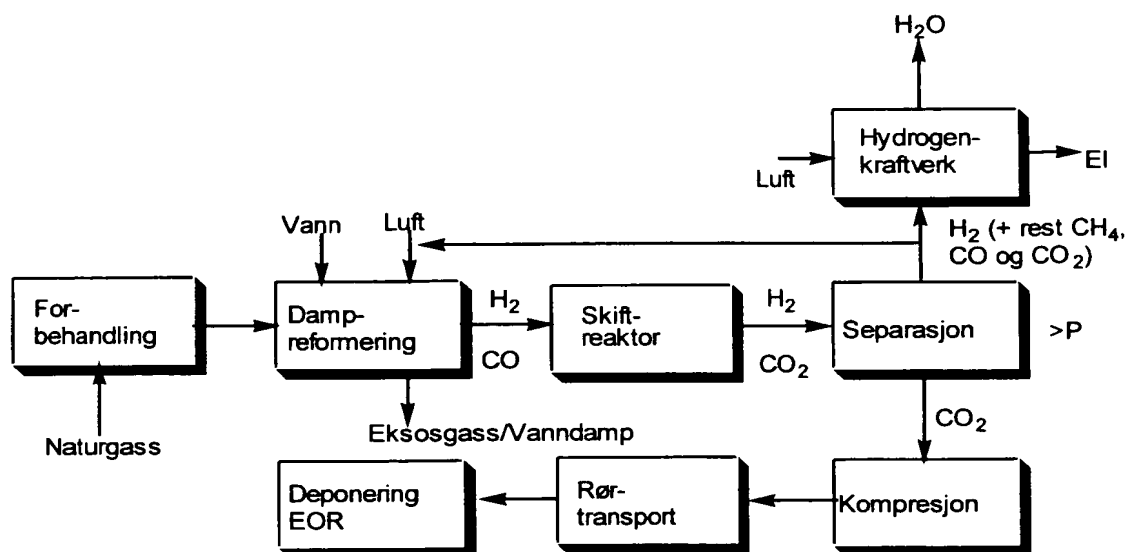 H₂O
Hydrogen-
kraftverk
Luft
El
Vann
Luft
H₂ (+ rest CH₄,
CO og CO₂)
For-
behandling
Damp-
reformering
H₂
CO
Skift-
reaktor
H₂
CO₂
Separasjon
>P
Naturgass
Eksosgass/Vanndamp
CO₂
Deponering
EOR
Rør-
transport
Kompresjon